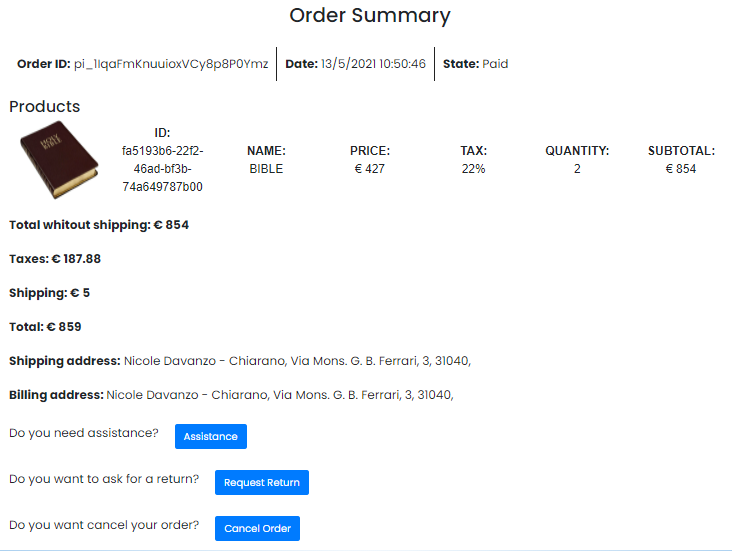 Order Summary
Order ID: pi_1IqaFmKnuuioxVCy8p8P0Ymz Date: 13/5/2021 10:50:46 State: Paid
Products
HOLY
BIBLE
ID:
fa5193b6-22f2-
46ad-bf3b-
74a649787b00
NAME:
BIBLE
PRICE:
€ 427
TAX:
22%
QUANTITY:
2
SUBTOTAL:
€ 854
Total whitout shipping: € 854
Taxes: € 187.88
Shipping: € 5
Total: € 859
Shipping address: Nicole Davanzo - Chiarano, Via Mons. G. B. Ferrari, 3, 31040,
Billing address: Nicole Davanzo - Chiarano, Via Mons. G. B. Ferrari, 3, 31040,
Do you need assistance? Assistance
Do you want to ask for a return? Request Return
Do you want cancel your order? Cancel Order